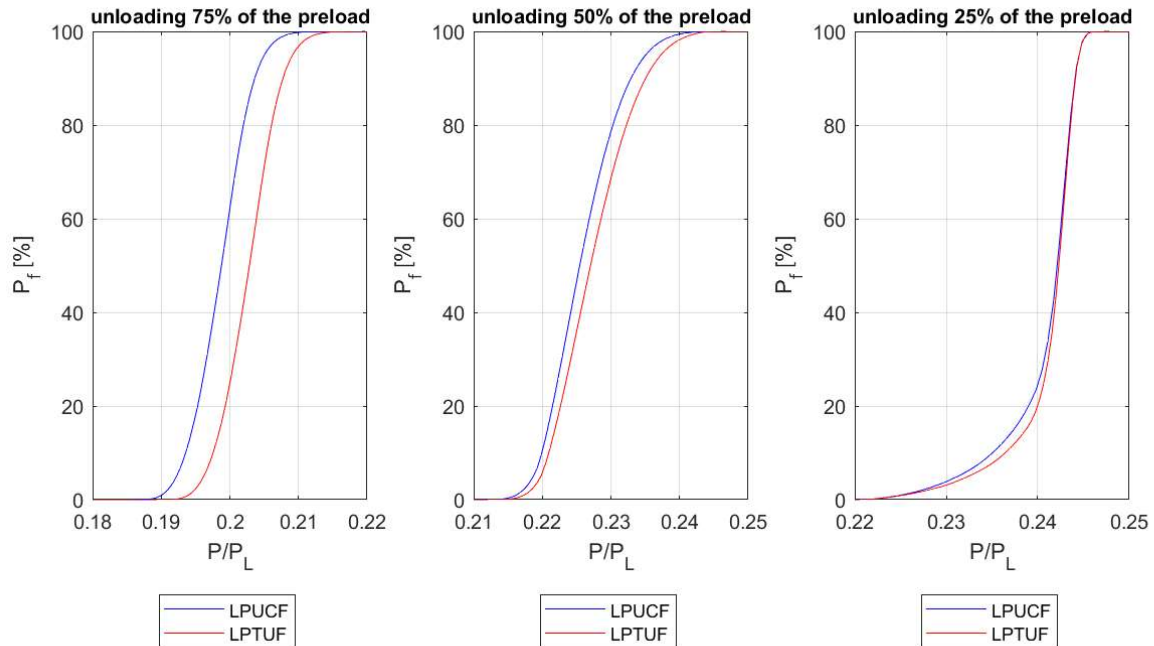 unloading 75% of the preload
100
80
60
40
20
0
P_f [%]
0.18 0.19 0.2 0.21 0.22
P/P_L
LPUCF
LPTUF
unloading 50% of the preload
100
80
60
40
20
0
P_f [%]
0.21 0.22 0.23 0.24 0.25
P/P_L
LPUCF
LPTUF
unloading 25% of the preload
100
80
60
40
20
0
P_f [%]
0.22 0.23 0.24 0.25
P/P_L
LPUCF
LPTUF